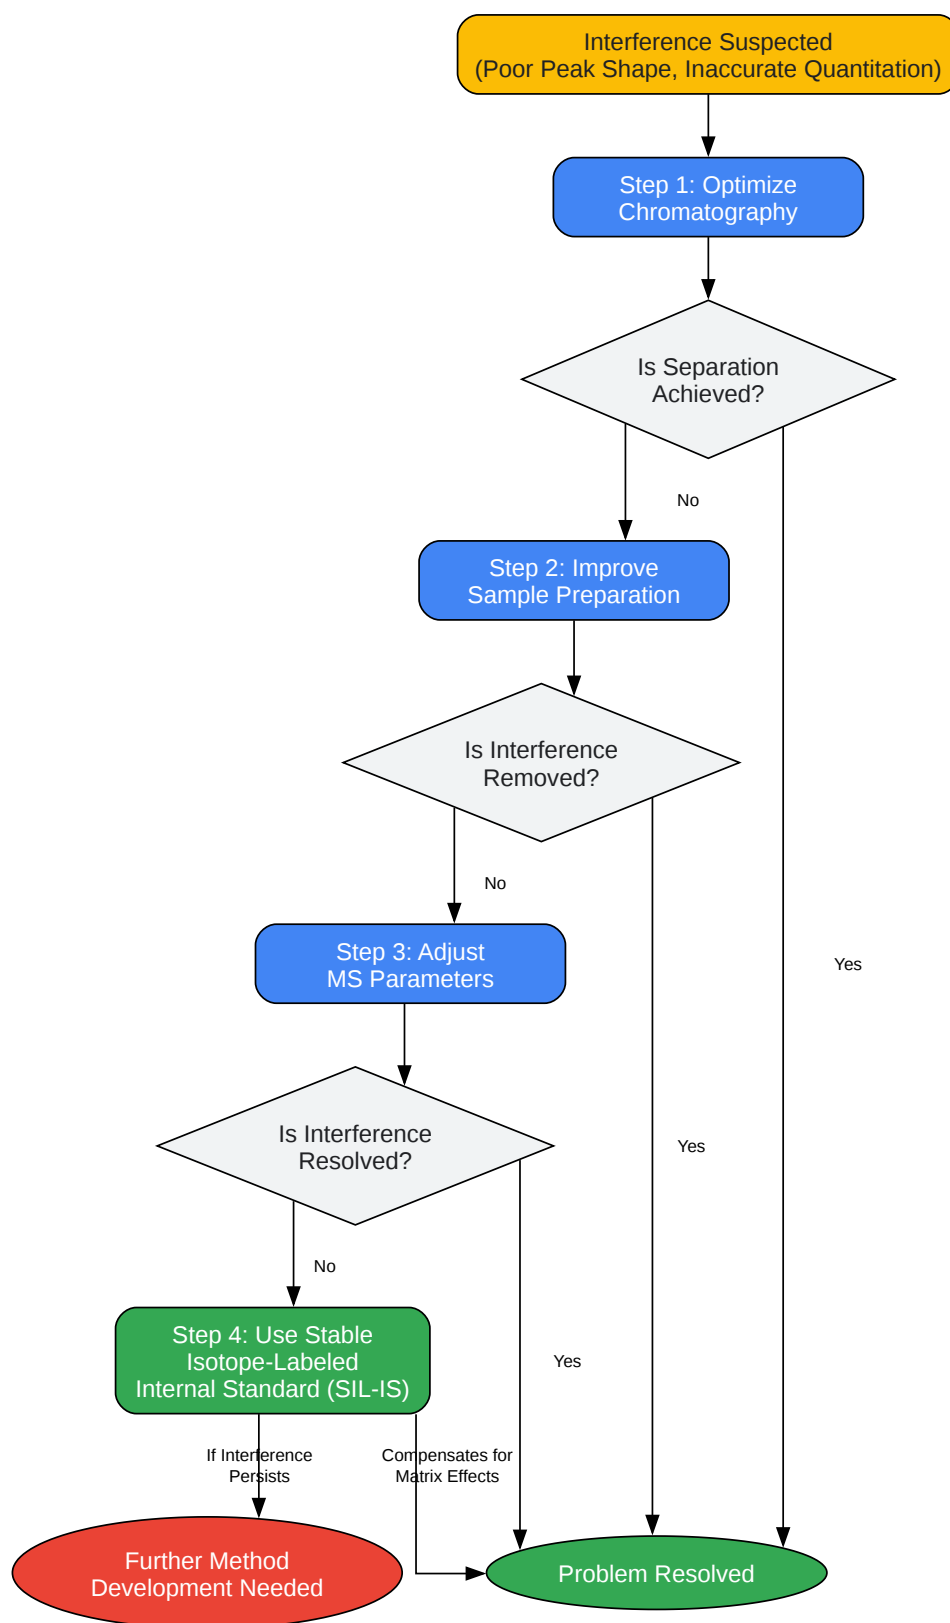 Interference Suspected
(Poor Peak Shape, Inaccurate Quantitation)
Step 1: Optimize
Chromatography
Is Separation
Achieved?
No
Step 2: Improve
Sample Preparation
Is Interference
Removed?
No
Step 3: Adjust
MS Parameters
Yes
Is Interference
Resolved?
Yes
No
Step 4: Use Stable
Isotope-Labeled
Internal Standard (SIL-IS)
Yes
If Interference
Persists
Compensates for
Matrix Effects
Further Method
Development Needed
Problem Resolved